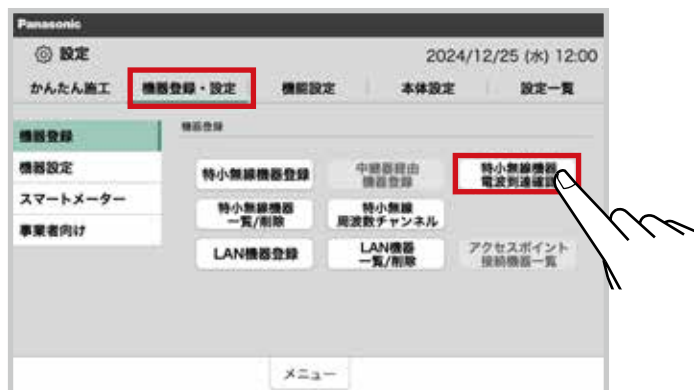 Panasonic
設定
2024/12/25 (水) 12:00
かんたん施工
機器登録・設定
機能設定
本体設定
設定一覧
機器登録
機器設定
スマートメーター
事業者向け
機器登録
特小無線機器登録
中継器経由
機器登録
特小無線機器
電波到達確認
特小無線機器
一覧/削除
特小無線
周波数チャンネル
LAN機器登録
LAN機器
一覧/削除
アクセスポイント
接続機器一覧
メニュー